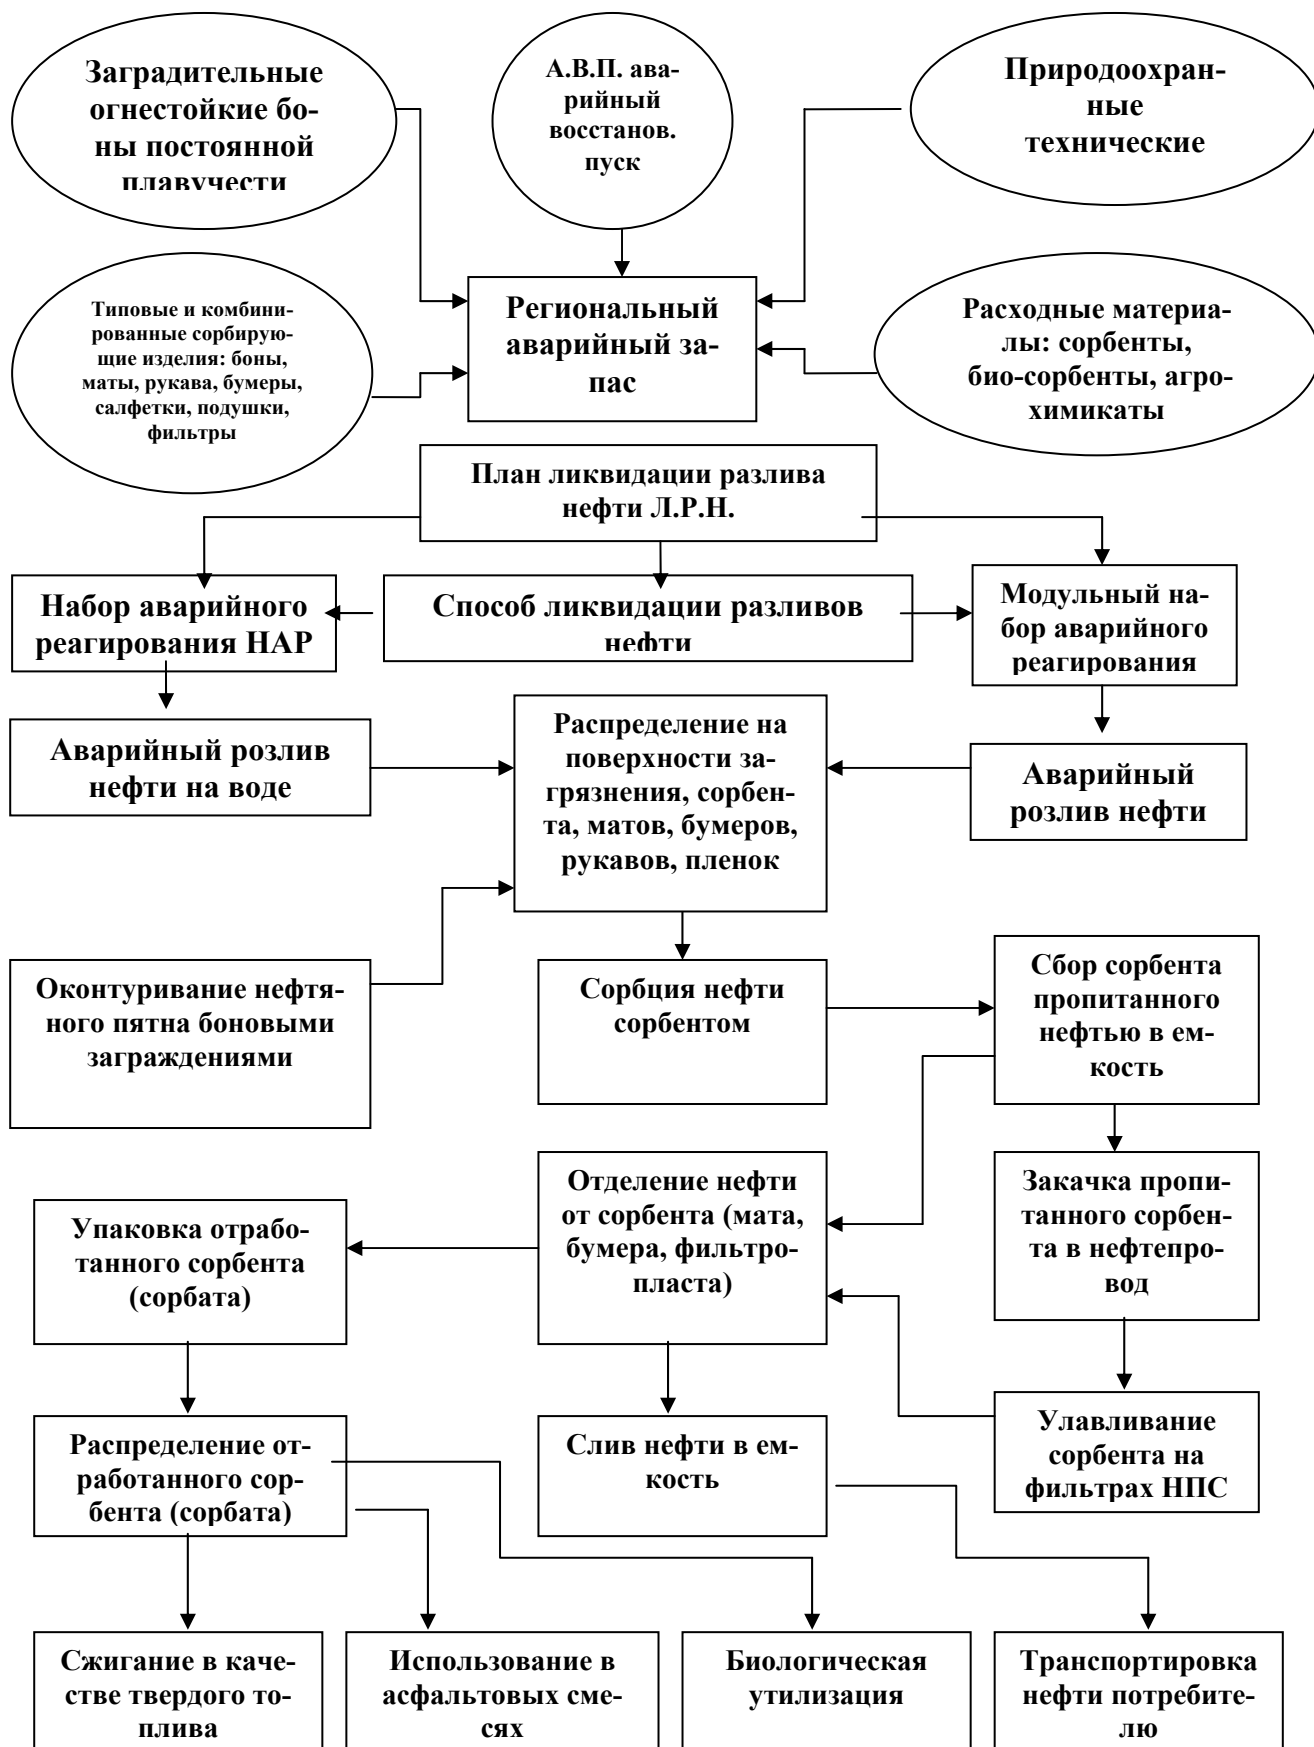 Заградительные
огнестойкие бо-
ны постоянной
плавучести
А.В.П. ава-
рийный
восстанов.
пуск
Природоохран-
ные
технические
Типовые и комбини-
рованные сорбирую-
щие изделия: боны,
маты, рукава, бумеры,
салфетки, подушки,
фильтры
Региональный
аварийный за-
пас
Расходные материа-
лы: сорбенты,
био-сорбенты, агро-
химикаты
План ликвидации разлива
нефти Л.Р.Н.
Набор аварийного
реагирования НАР
Способ ликвидации разливов
нефти
Модульный на-
бор аварийного
реагирования
Аварийный розлив
нефти на воде
Распределение на
поверхности за-
грязнения, сорбен-
та, матов, бумеров,
рукавов, пленок
Аварийный
розлив нефти
Оконтуривание нефтя-
ного пятна боновыми
заграждениями
Сорбция нефти
сорбентом
Сбор сорбента
пропитанного
нефтью в ем-
кость
Упаковка отрабо-
танного сорбента
(сорбата)
Отделение нефти
от сорбента (мата,
бумера, фильтро-
пласта)
Закачка пропи-
танного сорбен-
та в нефтепро-
вод
Распределение от-
работанного сор-
бента (сорбата)
Слив нефти в ем-
кость
Улавливание
сорбента на
фильтрах НПС
Сжигание в каче-
стве твердого то-
плива
Использование в
асфальтовых сме-
сях
Биологическая
утилизация
Транспортировка
нефти потребите-
лю